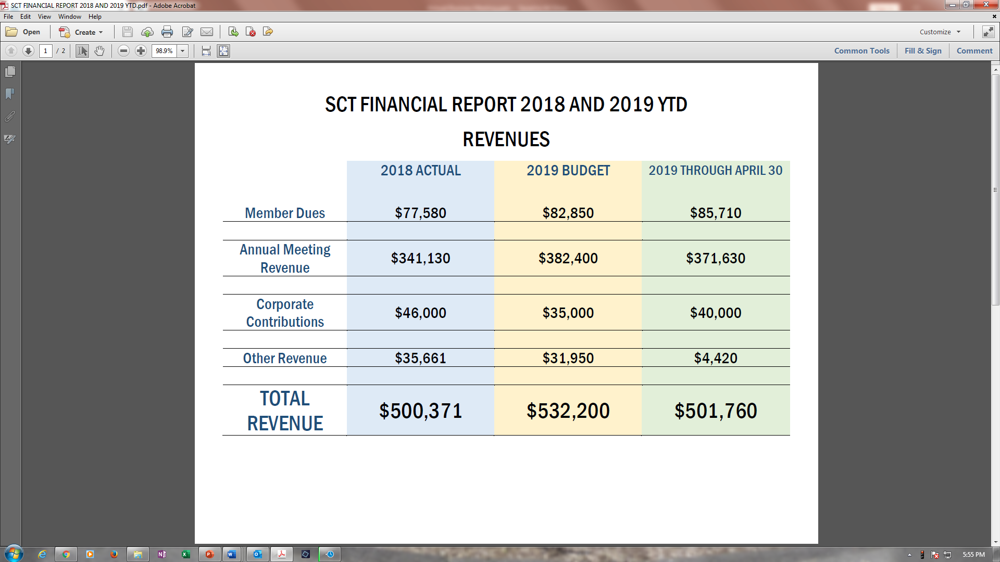 SCT FINANCIAL REPORT 2018 AND 2019 YTD.pdf - Adobe Acrobat
File Edit View Window Help
Open Create Customize
1 / 2 98.9% Common Tools Fill & Sign Comment
SCT FINANCIAL REPORT 2018 AND 2019 YTD
REVENUES
2018 ACTUAL 2019 BUDGET 2019 THROUGH APRIL 30
Member Dues $77,580 $82,850 $85,710
Annual Meeting
Revenue $341,130 $382,400 $371,630
Corporate
Contributions $46,000 $35,000 $40,000
Other Revenue $35,661 $31,950 $4,420
TOTAL
REVENUE $500,371 $532,200 $501,760
5:55 PM